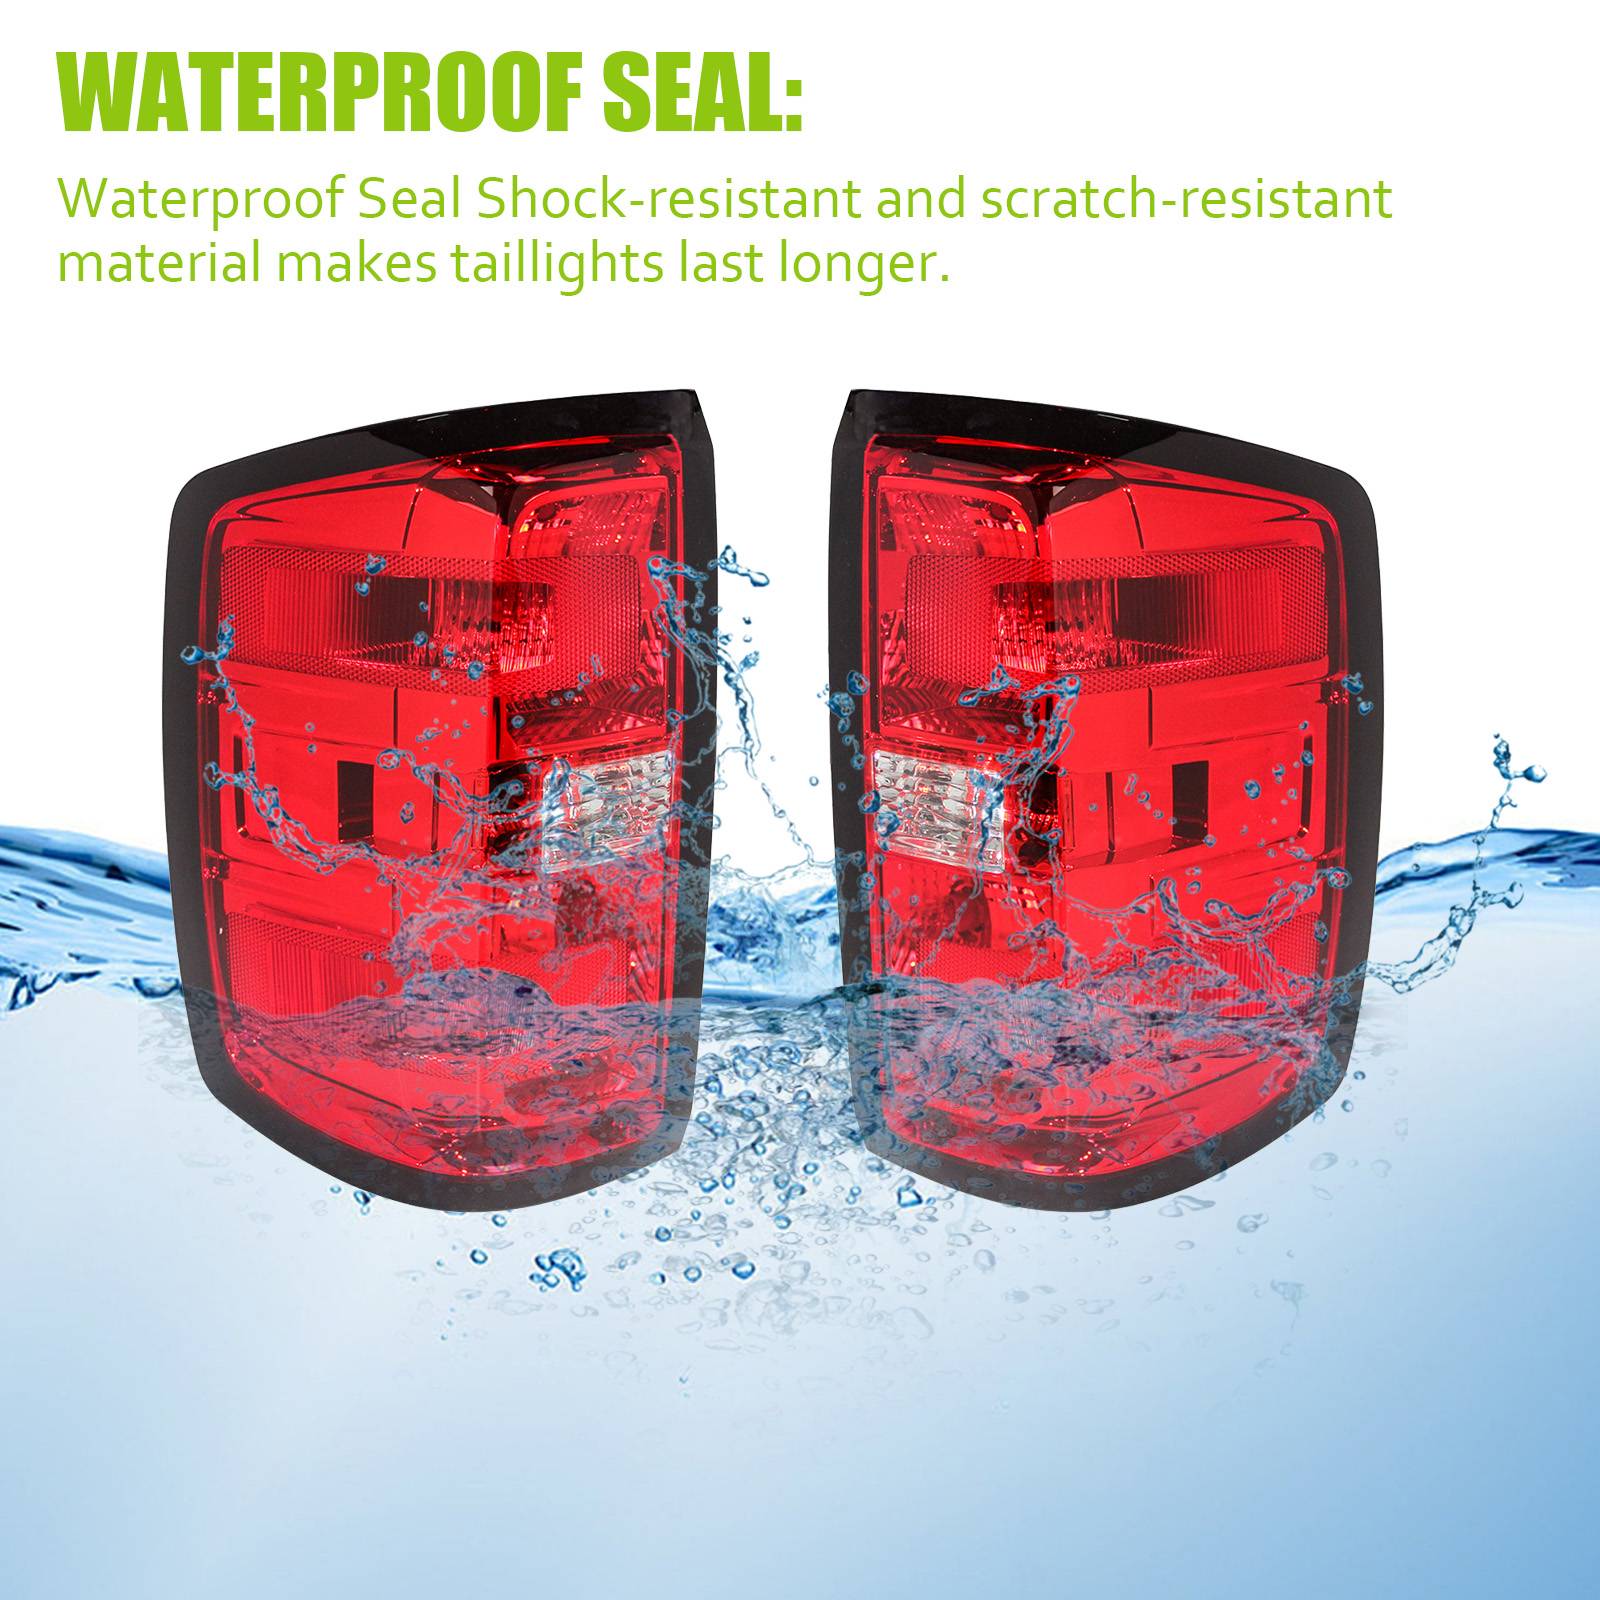 WATERPROOF SEAL:
Waterproof Seal Shock-resistant and scratch-resistant
material makes taillights last longer.